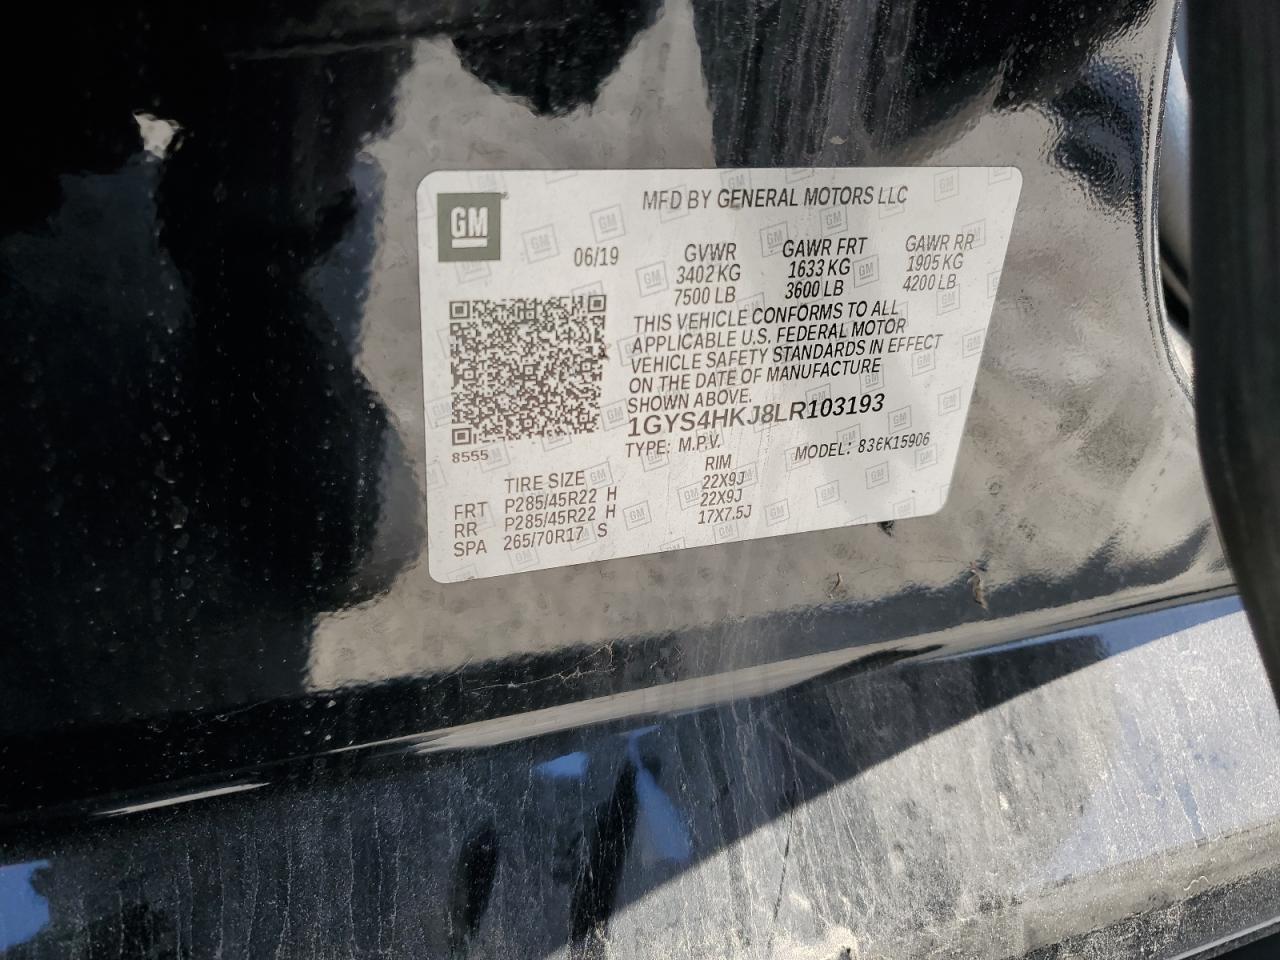 GM
MFD BY GENERAL MOTORS LLC
06/19 GVWR GAWR FRT GAWR RR
3402 KG 1633 KG 1905 KG
7500 LB 3600 LB 4200 LB
THIS VEHICLE CONFORMS TO ALL
APPLICABLE U.S. FEDERAL MOTOR
VEHICLE SAFETY STANDARDS IN EFFECT
ON THE DATE OF MANUFACTURE
SHOWN ABOVE.
1GYS4HKJ8LR103193
TYPE: M.P.V. MODEL: 836K15906
8555
TIRE SIZE RIM
FRT P285/45R22 H 22X9J
RR P285/45R22 H 22X9J
SPA 265/70R17 S 17X7.5J